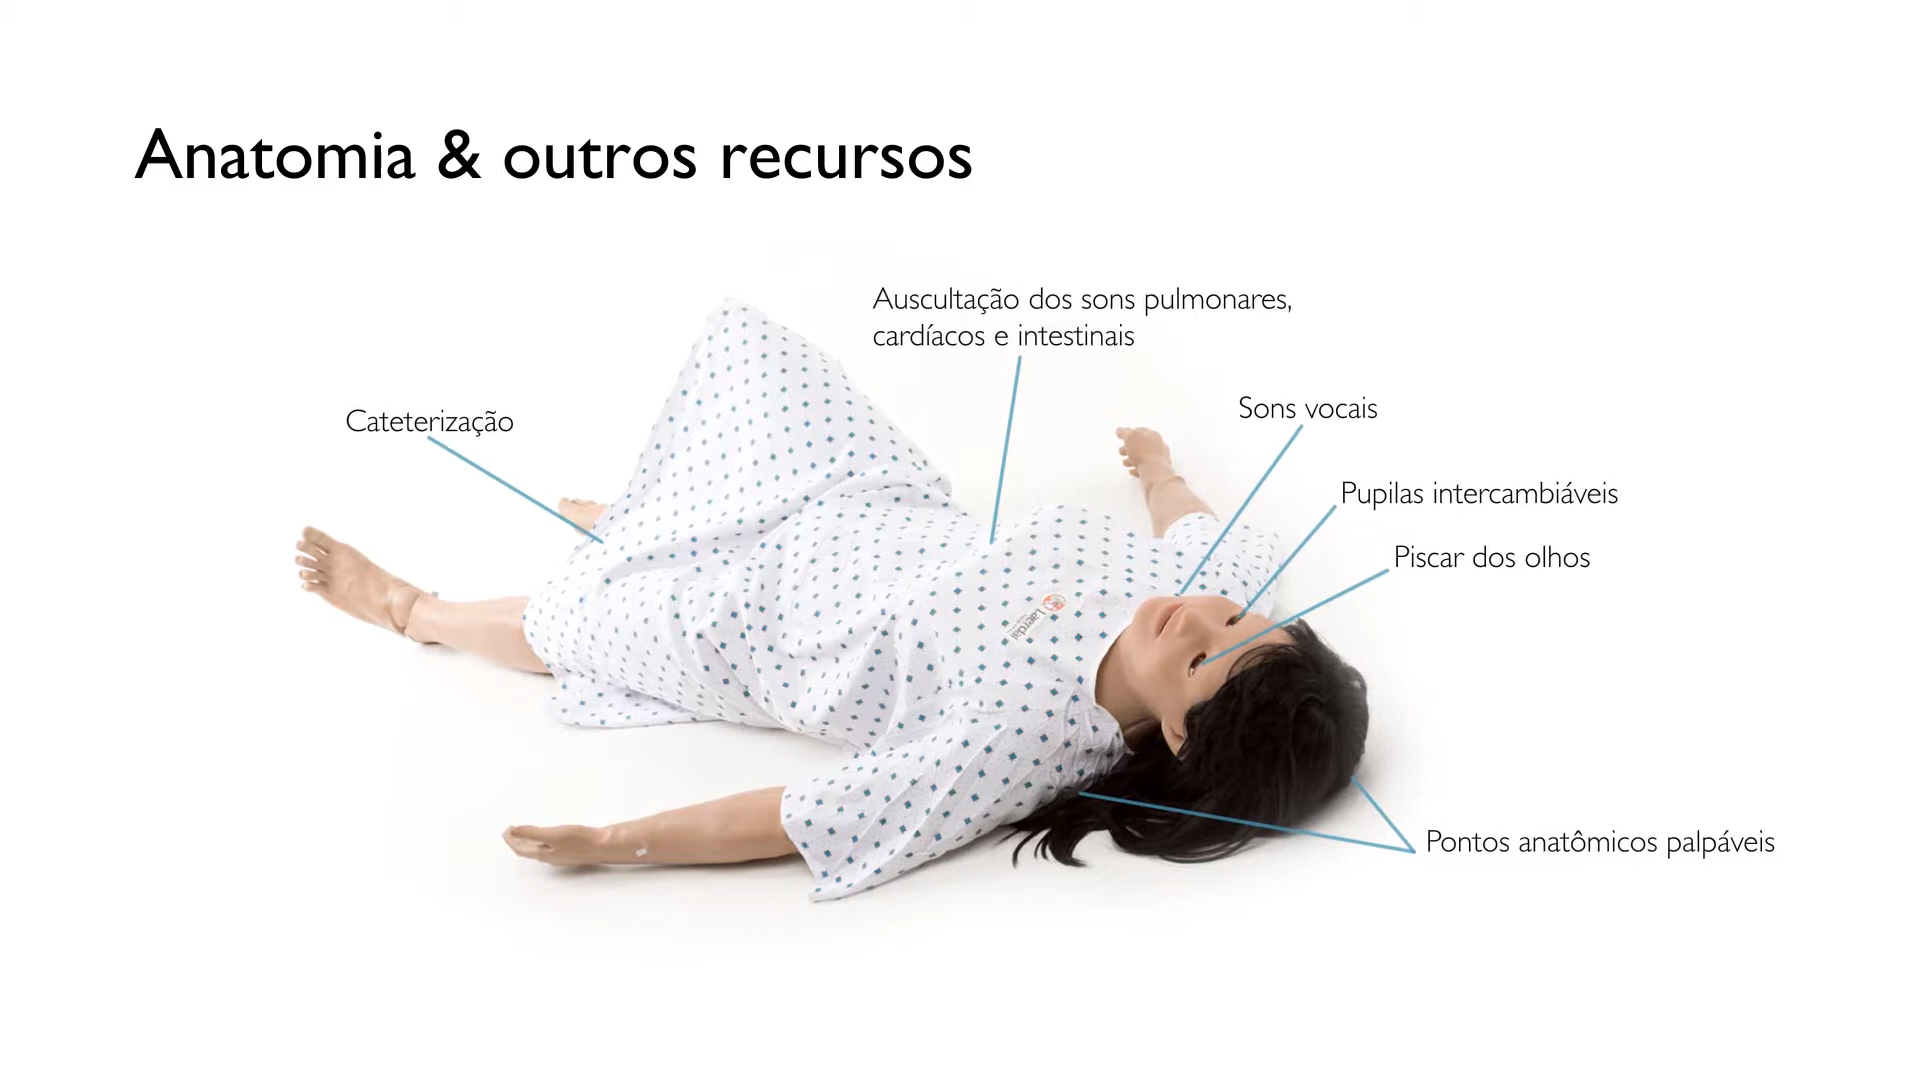 Anatomia & outros recursos
Auscultação dos sons pulmonares,
cardíacos e intestinais
Sons vocais
Cateterização
Pupilas intercambiáveis
Piscar dos olhos
Laerdal
Pontos anatômicos palpáveis